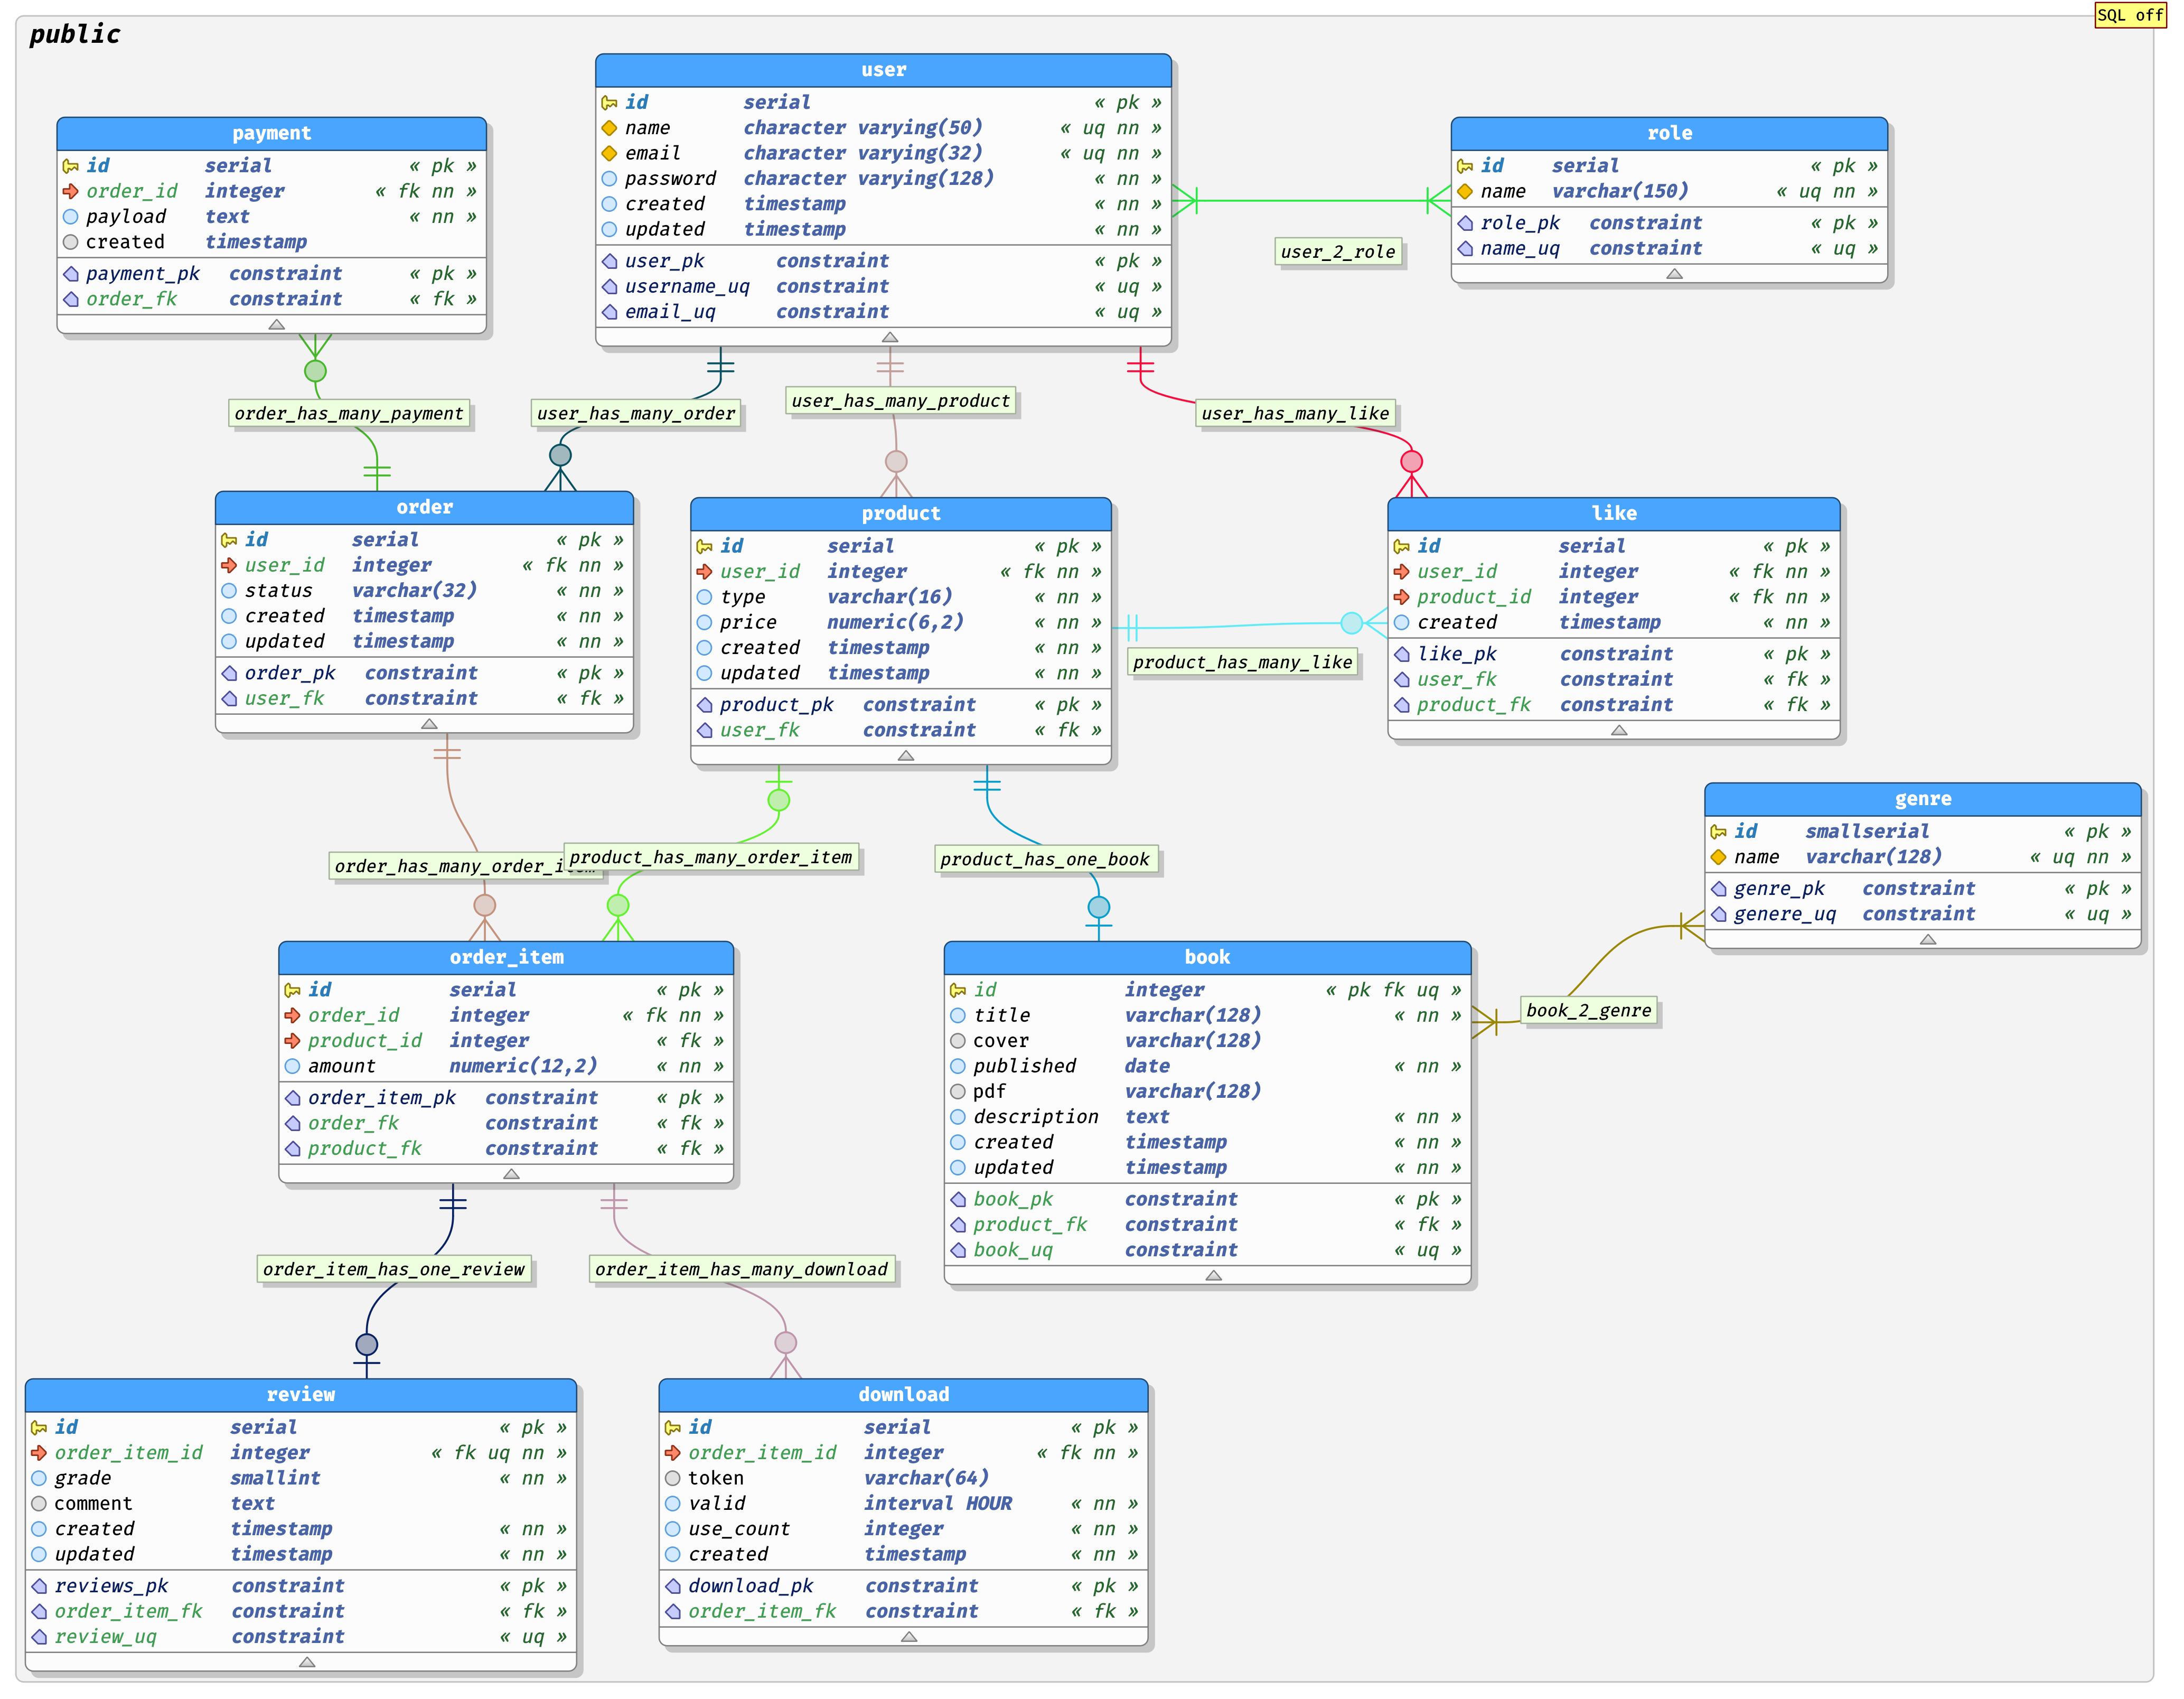 SQL off
public
user
id serial « pk »
name character varying(50) « uq nn »
email character varying(32) « uq nn »
password character varying(128) « nn »
created timestamp « nn »
updated timestamp « nn »
user_pk constraint « pk »
username_uq constraint « uq »
email_uq constraint « uq »
payment
id serial « pk »
order_id integer « fk nn »
payload text « nn »
created timestamp
payment_pk constraint « pk »
order_fk constraint « fk »
role
id serial « pk »
name varchar(150) « uq nn »
role_pk constraint « pk »
name_uq constraint « uq »
user_2_role
order_has_many_payment
user_has_many_order
user_has_many_product
user_has_many_like
order
id serial « pk »
user_id integer « fk nn »
status varchar(32) « nn »
created timestamp « nn »
updated timestamp « nn »
order_pk constraint « pk »
user_fk constraint « fk »
product
id serial « pk »
user_id integer « fk nn »
type varchar(16) « nn »
price numeric(6,2) « nn »
created timestamp « nn »
updated timestamp « nn »
product_pk constraint « pk »
user_fk constraint « fk »
product_has_many_like
like
id serial « pk »
user_id integer « fk nn »
product_id integer « fk nn »
created timestamp « nn »
like_pk constraint « pk »
user_fk constraint « fk »
product_fk constraint « fk »
order_has_many_order_item
product_has_many_order_item
product_has_one_book
genre
id smallserial « pk »
name varchar(128) « uq nn »
genre_pk constraint « pk »
genere_uq constraint « uq »
book_2_genre
order_item
id serial « pk »
order_id integer « fk nn »
product_id integer « fk »
amount numeric(12,2) « nn »
order_item_pk constraint « pk »
order_fk constraint « fk »
product_fk constraint « fk »
book
id integer « pk fk uq »
title varchar(128) « nn »
cover varchar(128)
published date « nn »
pdf varchar(128)
description text « nn »
created timestamp « nn »
updated timestamp « nn »
book_pk constraint « pk »
product_fk constraint « fk »
book_uq constraint « uq »
order_item_has_one_review
order_item_has_many_download
review
id serial « pk »
order_item_id integer « fk uq nn »
grade smallint « nn »
comment text
created timestamp « nn »
updated timestamp « nn »
reviews_pk constraint « pk »
order_item_fk constraint « fk »
review_uq constraint « uq »
download
id serial « pk »
order_item_id integer « fk nn »
token varchar(64)
valid interval HOUR « nn »
use_count integer « nn »
created timestamp « nn »
download_pk constraint « pk »
order_item_fk constraint « fk »